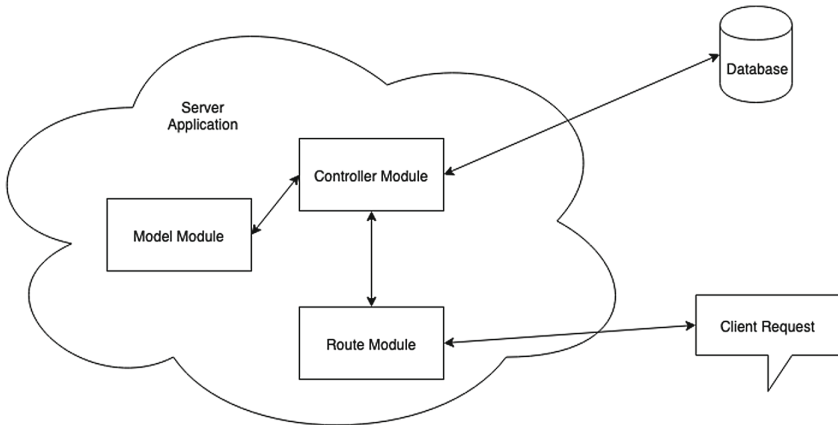 Database
Server
Application
Controller Module
Model Module
Client Request
Route Module